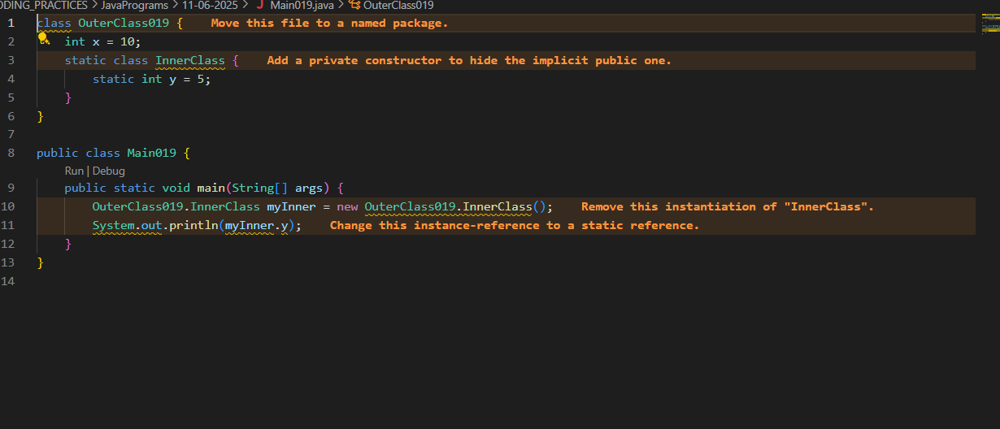 ODING_PRACTICES > JavaPrograms > 11-06-2025 > J Main019.java > OuterClass019
1 class OuterClass019 { Move this file to a named package.
2 int x = 10;
3 static class InnerClass { Add a private constructor to hide the implicit public one.
4 static int y = 5;
5 }
6 }
7
8 public class Main019 {
Run | Debug
9 public static void main(String[] args) {
10 OuterClass019.InnerClass myInner = new OuterClass019.InnerClass(); Remove this instantiation of "InnerClass".
11 System.out.println(myInner.y); Change this instance-reference to a static reference.
12 }
13 }
14